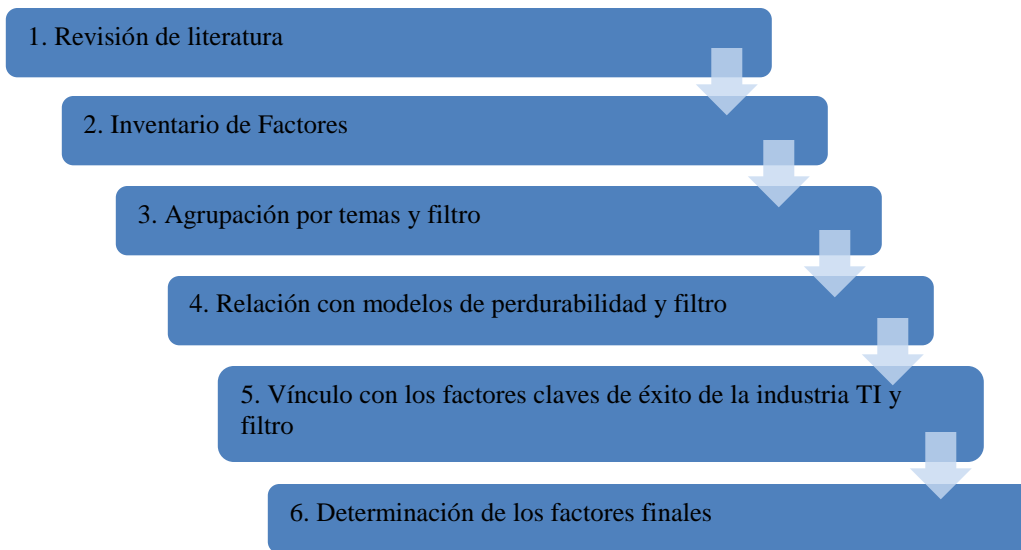 1. Revisión de literatura
2. Inventario de Factores
3. Agrupación por temas y filtro
4. Relación con modelos de perdurabilidad y filtro
5. Vínculo con los factores claves de éxito de la industria TI y
filtro
6. Determinación de los factores finales